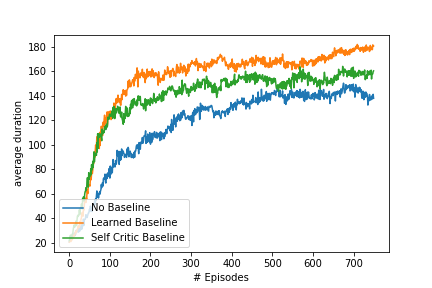 180
160
140
120
100
80
60
40
20
average duration
No Baseline
Learned Baseline
Self Critic Baseline
0 100 200 300 400 500 600 700
# Episodes